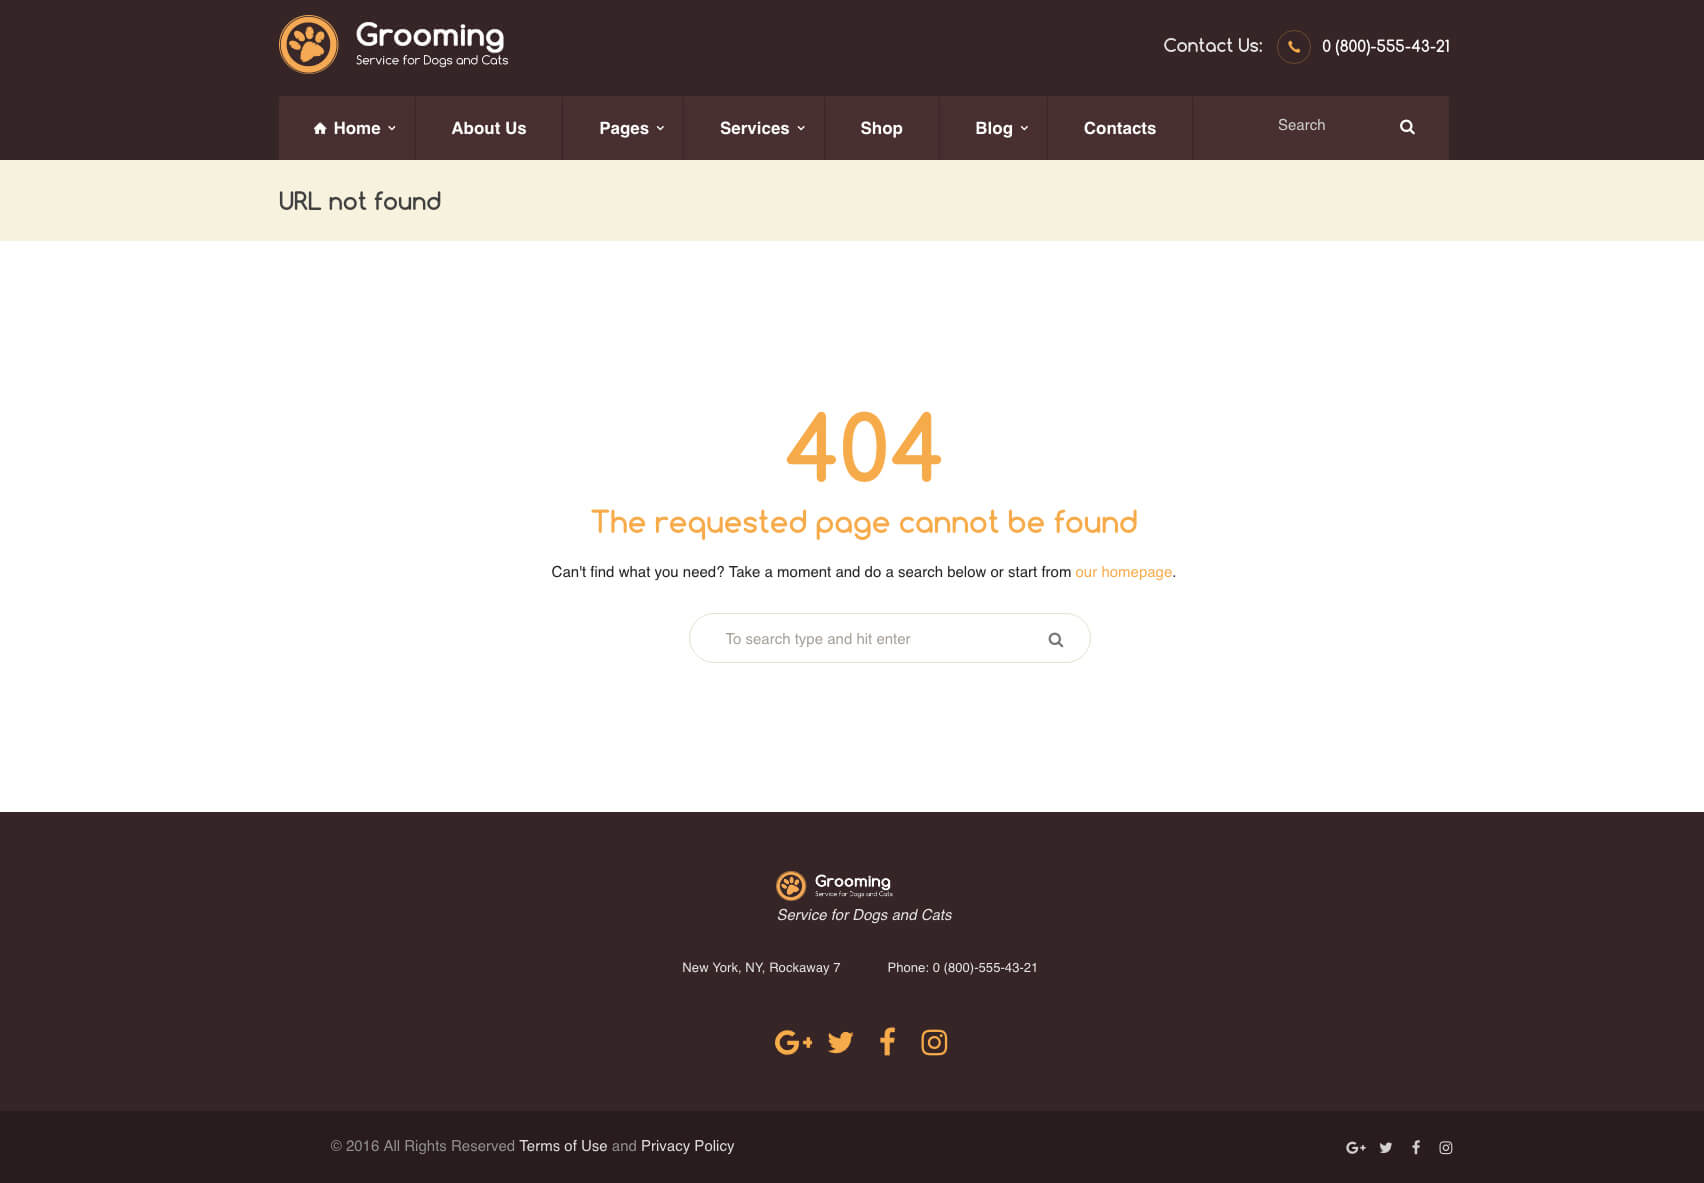 Grooming
Service for Dogs and Cats
Contact Us: 0 (800)-555-43-21
Home About Us Pages Services Shop Blog Contacts Search
URL not found
404
The requested page cannot be found
Can't find what you need? Take a moment and do a search below or start from our homepage.
To search type and hit enter
Grooming
Service for Dogs and Cats
Service for Dogs and Cats
New York, NY, Rockaway 7 Phone: 0 (800)-555-43-21
© 2016 All Rights Reserved Terms of Use and Privacy Policy